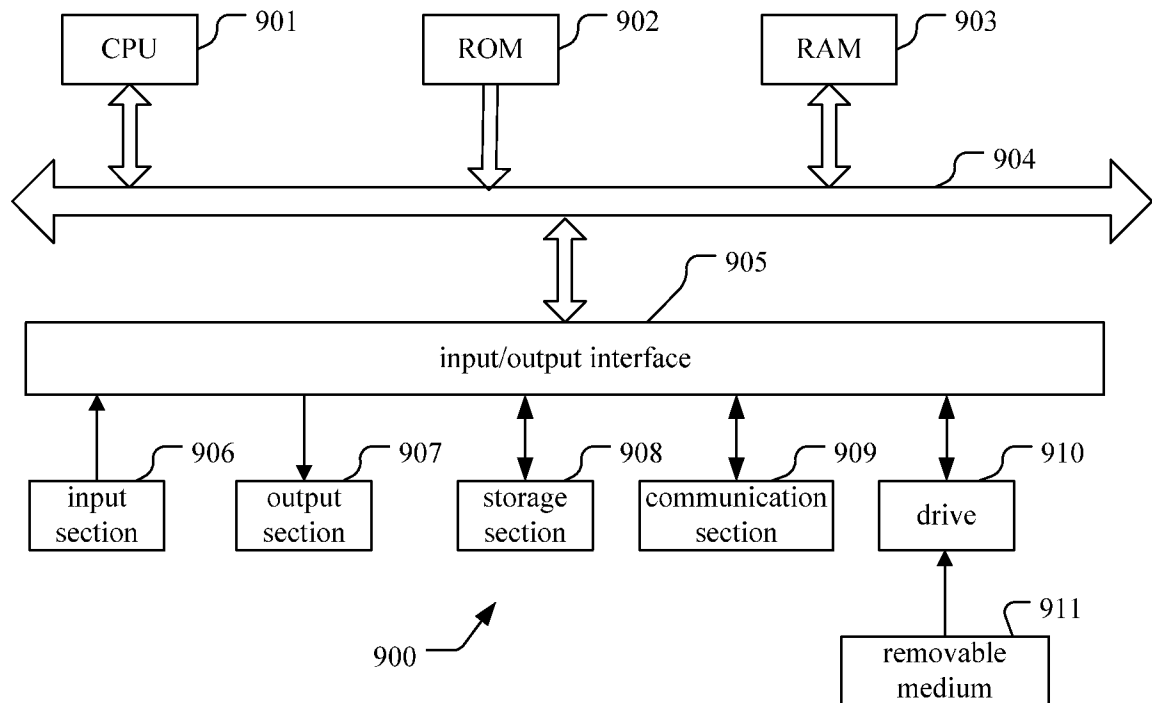 CPU
901
ROM
902
RAM
903
904
905
input/output interface
906
907
908
909
910
input
section
output
section
storage
section
communication
section
drive
911
900
removable
medium